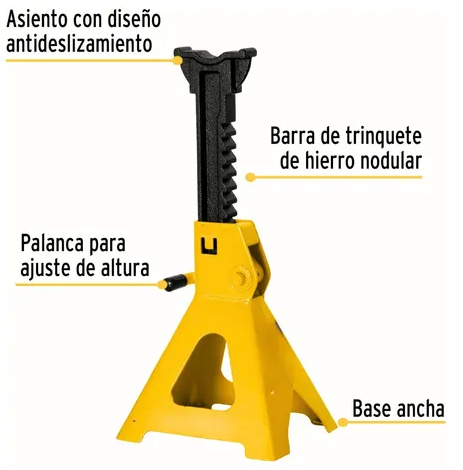 Asiento con diseño
antideslizamiento
Barra de trinquete
de hierro nodular
Palanca para
ajuste de altura
Base ancha